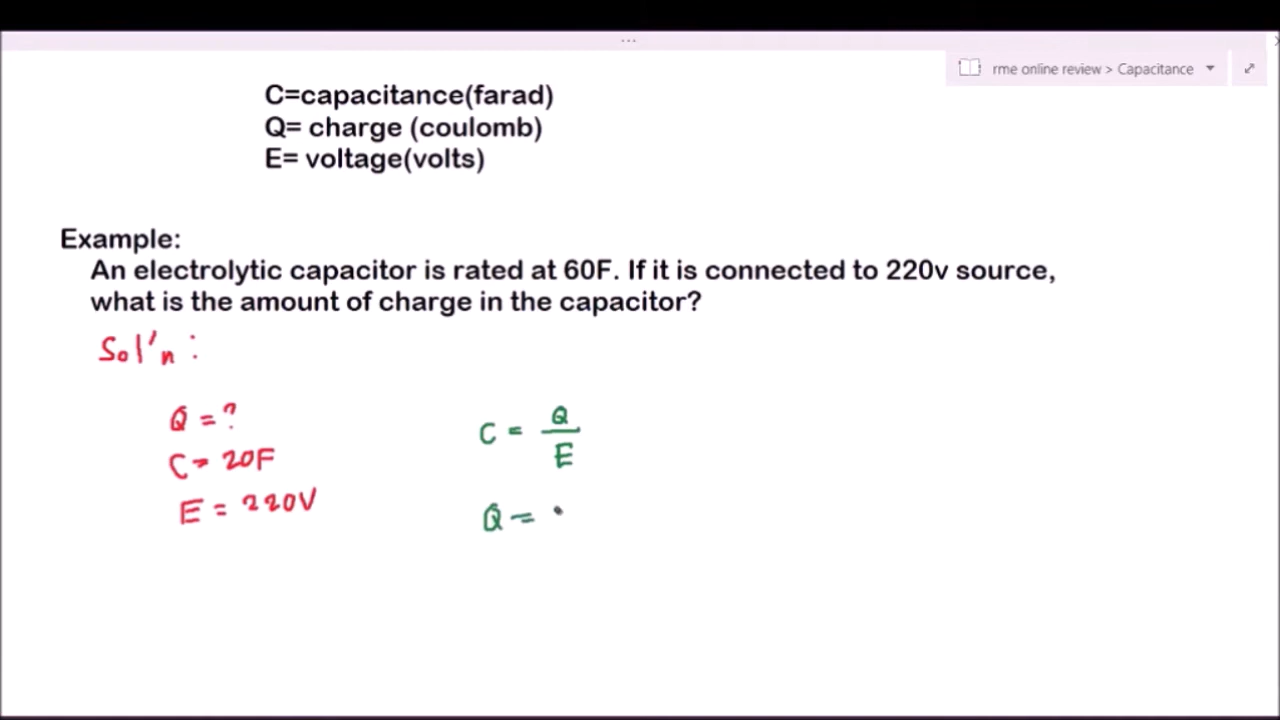 ...
rme online review > Capacitance
C=capacitance(farad)
Q= charge (coulomb)
E= voltage(volts)
Example:
An electrolytic capacitor is rated at 60F. If it is connected to 220v source,
what is the amount of charge in the capacitor?
Sol'n :
Q = ?
C = 20F
E = 220V
C = Q
E
Q =